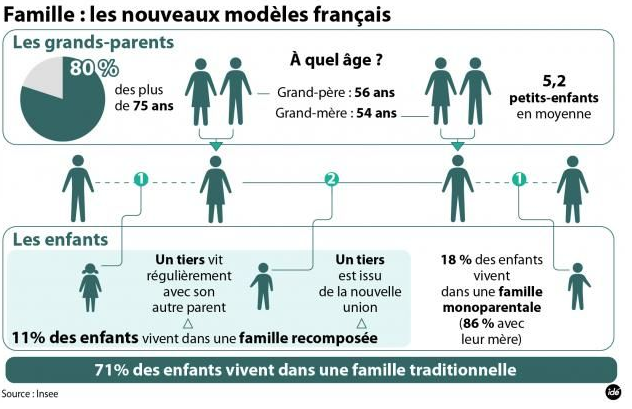 Famille : les nouveaux modèles français
Les grands-parents
80 %
des plus
de 75 ans
À quel âge ?
Grand-père : 56 ans
Grand-mère : 54 ans
5,2
petits-enfants
en moyenne
1
2
1
Les enfants
Un tiers vit
régulièrement
avec son
autre parent
Un tiers
est issu
de la nouvelle
union
11% des enfants vivent dans une famille recomposée
18 % des enfants
vivent
dans une famille
monoparentale
(86 % avec
leur mère)
71% des enfants vivent dans une famille traditionnelle
Source : Insee
idé